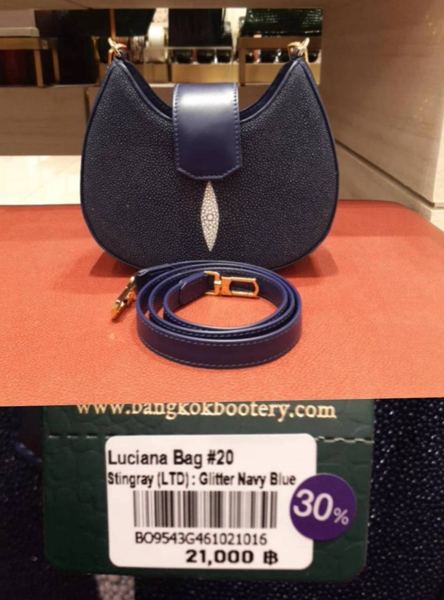 www.bangkokbootery.com
Luciana Bag #20
Stingray (LTD) : Glitter Navy Blue
30%
BO9543G461021016
21,000 ฿